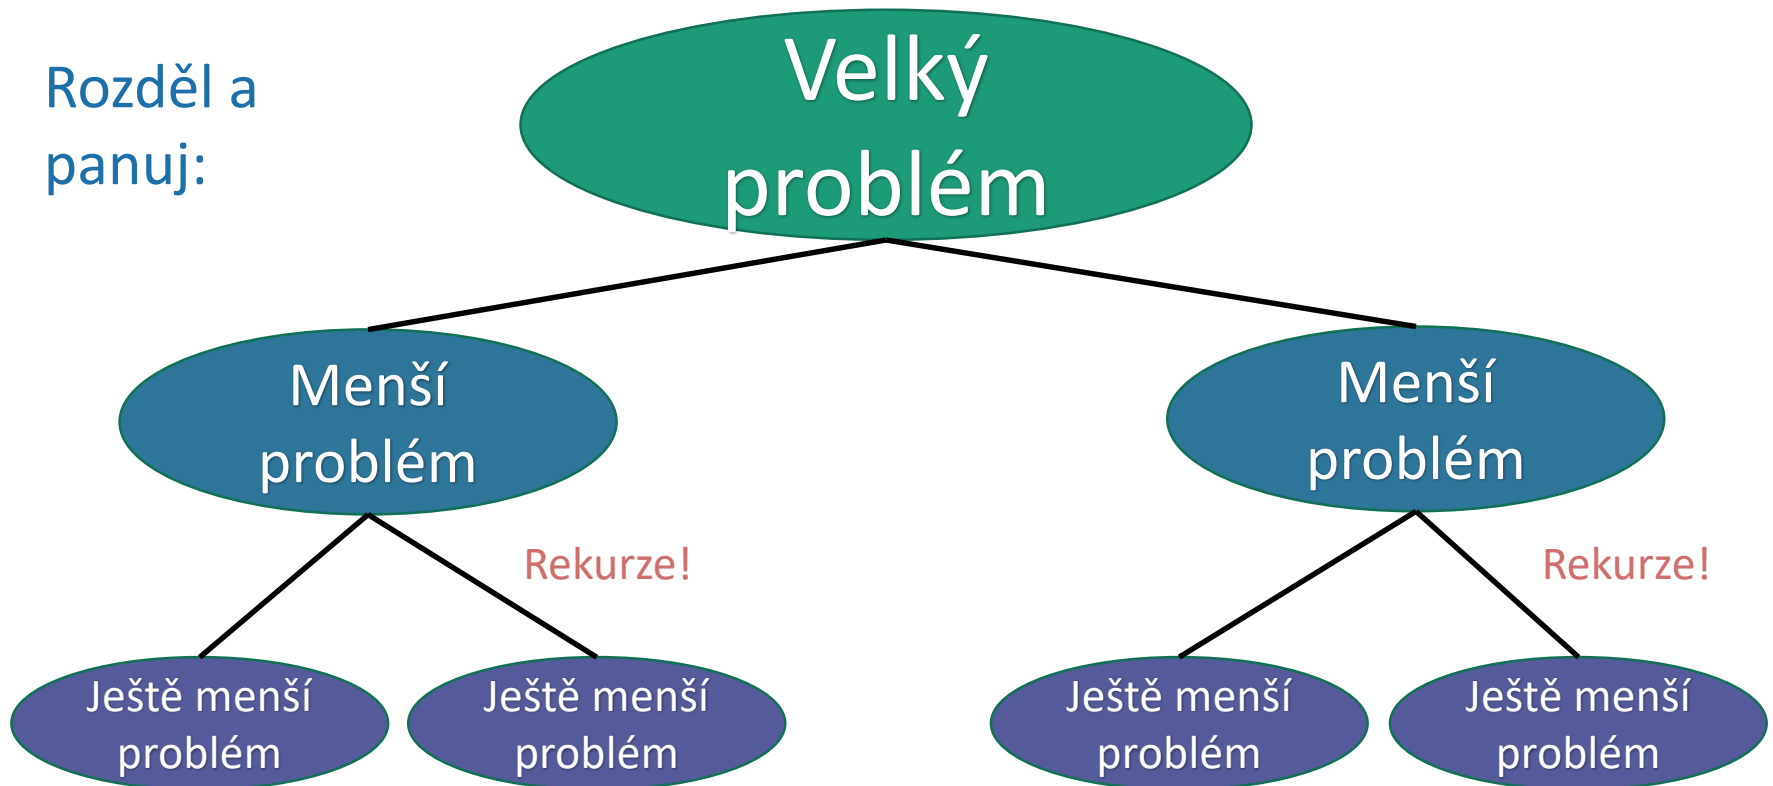 Rozděl a
panuj:
Velký
problém
Menší
problém
Menší
problém
Rekurze!
Rekurze!
Ještě menší
problém
Ještě menší
problém
Ještě menší
problém
Ještě menší
problém